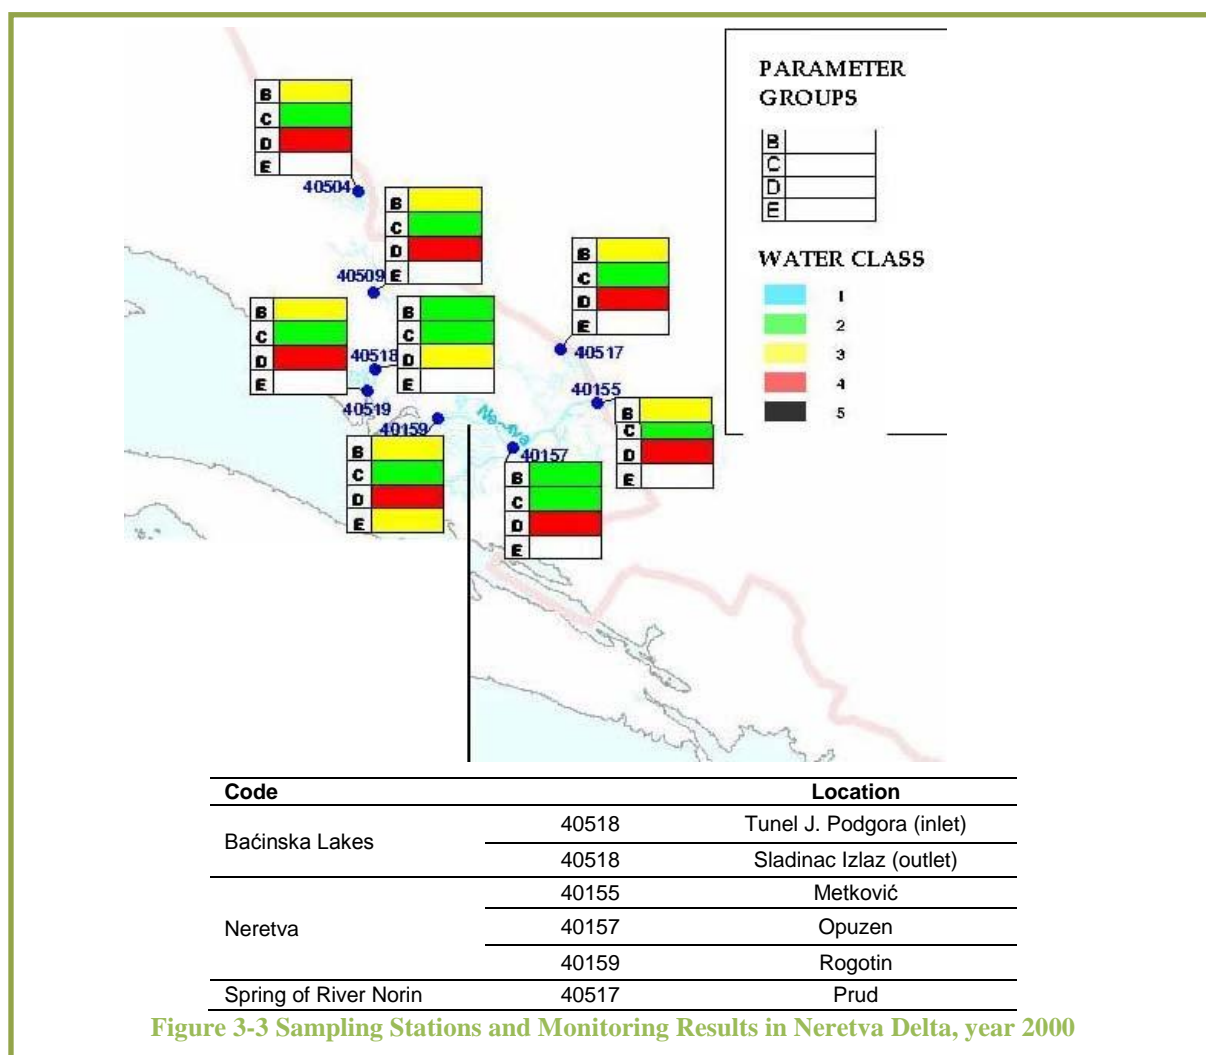 PARAMETER
GROUPS
B
C
D
E
WATER CLASS
1
2
3
4
5
B
C
D
E
40504
B
C
D
E
40509
B
C
D
E
40517
B
C
D
E
40519
B
C
D
E
40518
40155
B
C
D
E
40159
B
C
D
E
40157
B
C
D
E
Code Location
Baćinska Lakes
40518 Tunel J. Podgora (inlet)
40518 Sladinac Izlaz (outlet)
Neretva
40155 Metković
40157 Opuzen
40159 Rogotin
Spring of River Norin 40517 Prud
Figure 3-3 Sampling Stations and Monitoring Results in Neretva Delta, year 2000